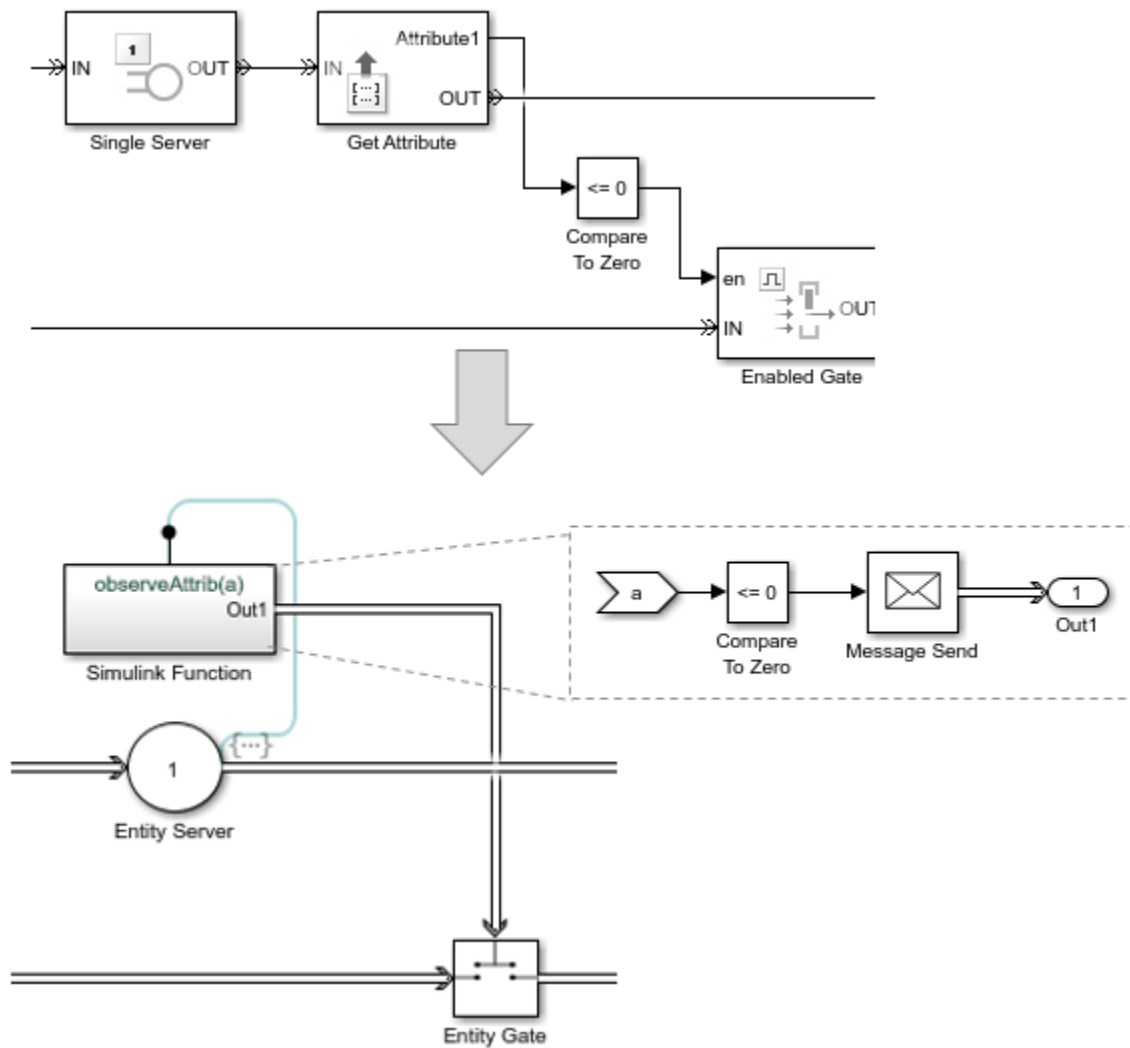 Attribute1
1
IN
OUT
IN
OUT
Single Server
Get Attribute
<= 0
Compare
To Zero
en
OUT
IN
Enabled Gate
observeAttrib(a)
Out1
Simulink Function
a
<= 0
1
Compare
To Zero
Message Send
Out1
{...}
1
Entity Server
Entity Gate